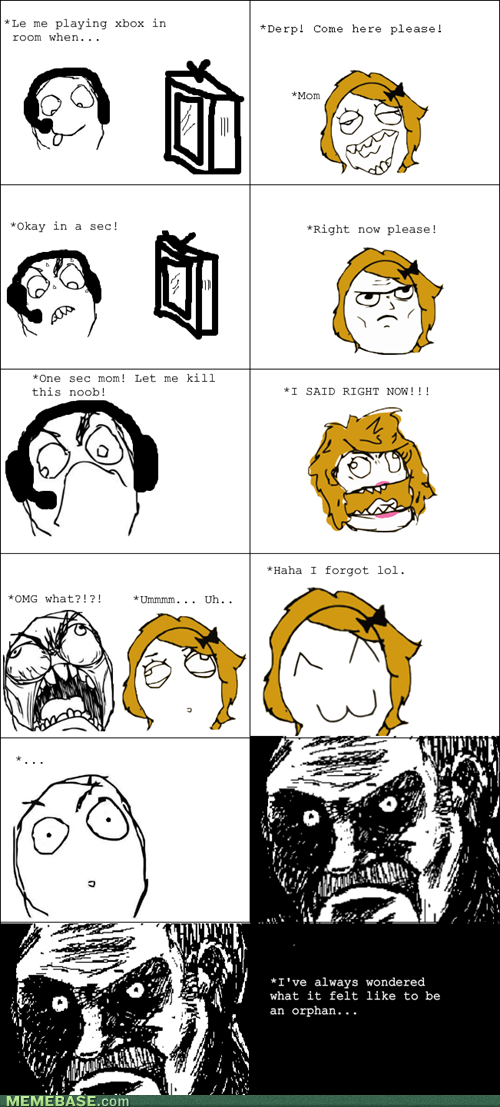 *Le me playing xbox in
room when...
*Derp! Come here please!
*Mom
*Okay in a sec!
*Right now please!
*One sec mom! Let me kill
this noob!
*I SAID RIGHT NOW!!!
*OMG what?!?!
*Ummmm... Uh..
*Haha I forgot lol.
*...
*I've always wondered
what it felt like to be
an orphan...
MEMEBASE.com